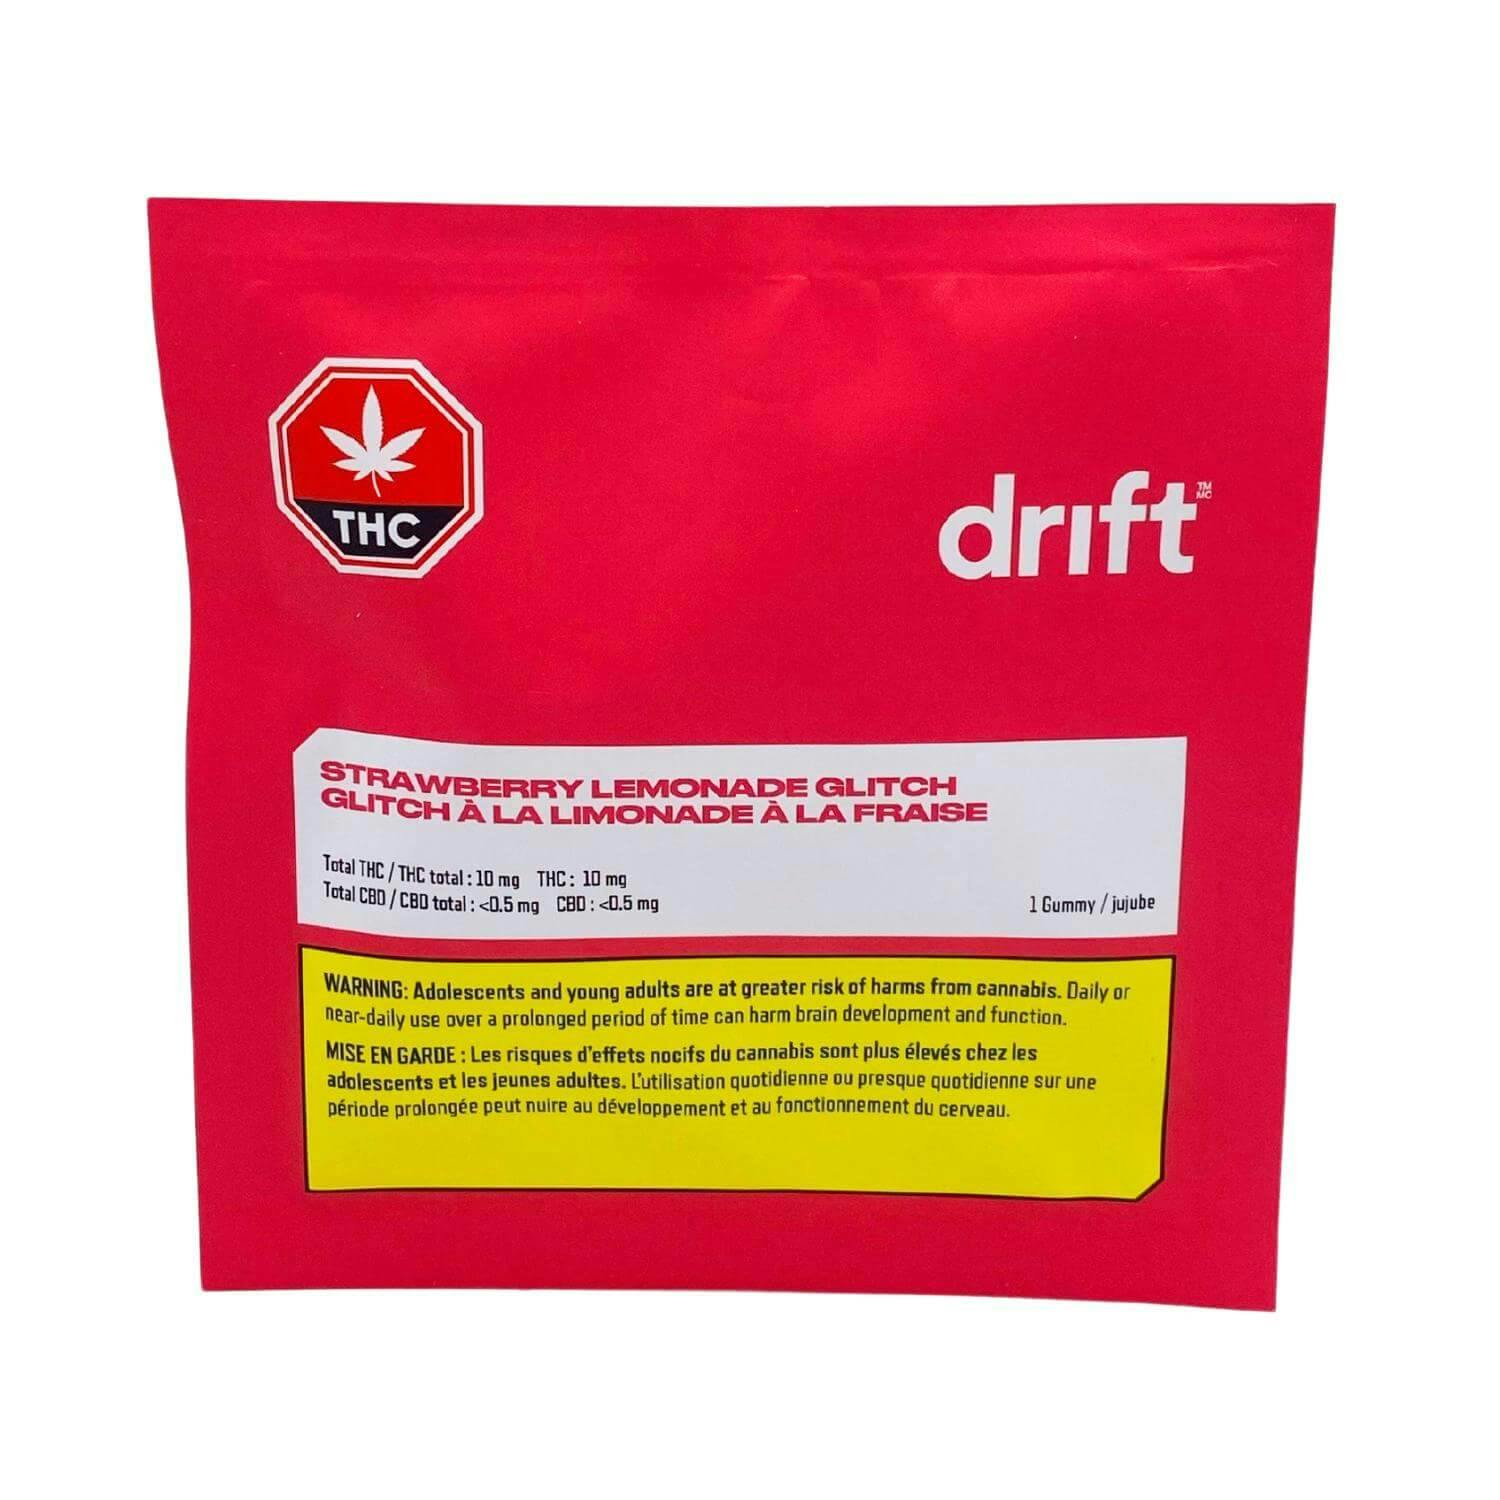 THC
drift™ MC
STRAWBERRY LEMONADE GLITCH
GLITCH À LA LIMONADE À LA FRAISE
Total THC / THC total : 10 mg THC : 10 mg
Total CBD / CBD total : <0.5 mg CBD : <0.5 mg
1 Gummy / jujube
WARNING: Adolescents and young adults are at greater risk of harms from cannabis. Daily or
near-daily use over a prolonged period of time can harm brain development and function.
MISE EN GARDE : Les risques d'effets nocifs du cannabis sont plus élevés chez les
adolescents et les jeunes adultes. L'utilisation quotidienne ou presque quotidienne sur une
période prolongée peut nuire au développement et au fonctionnement du cerveau.